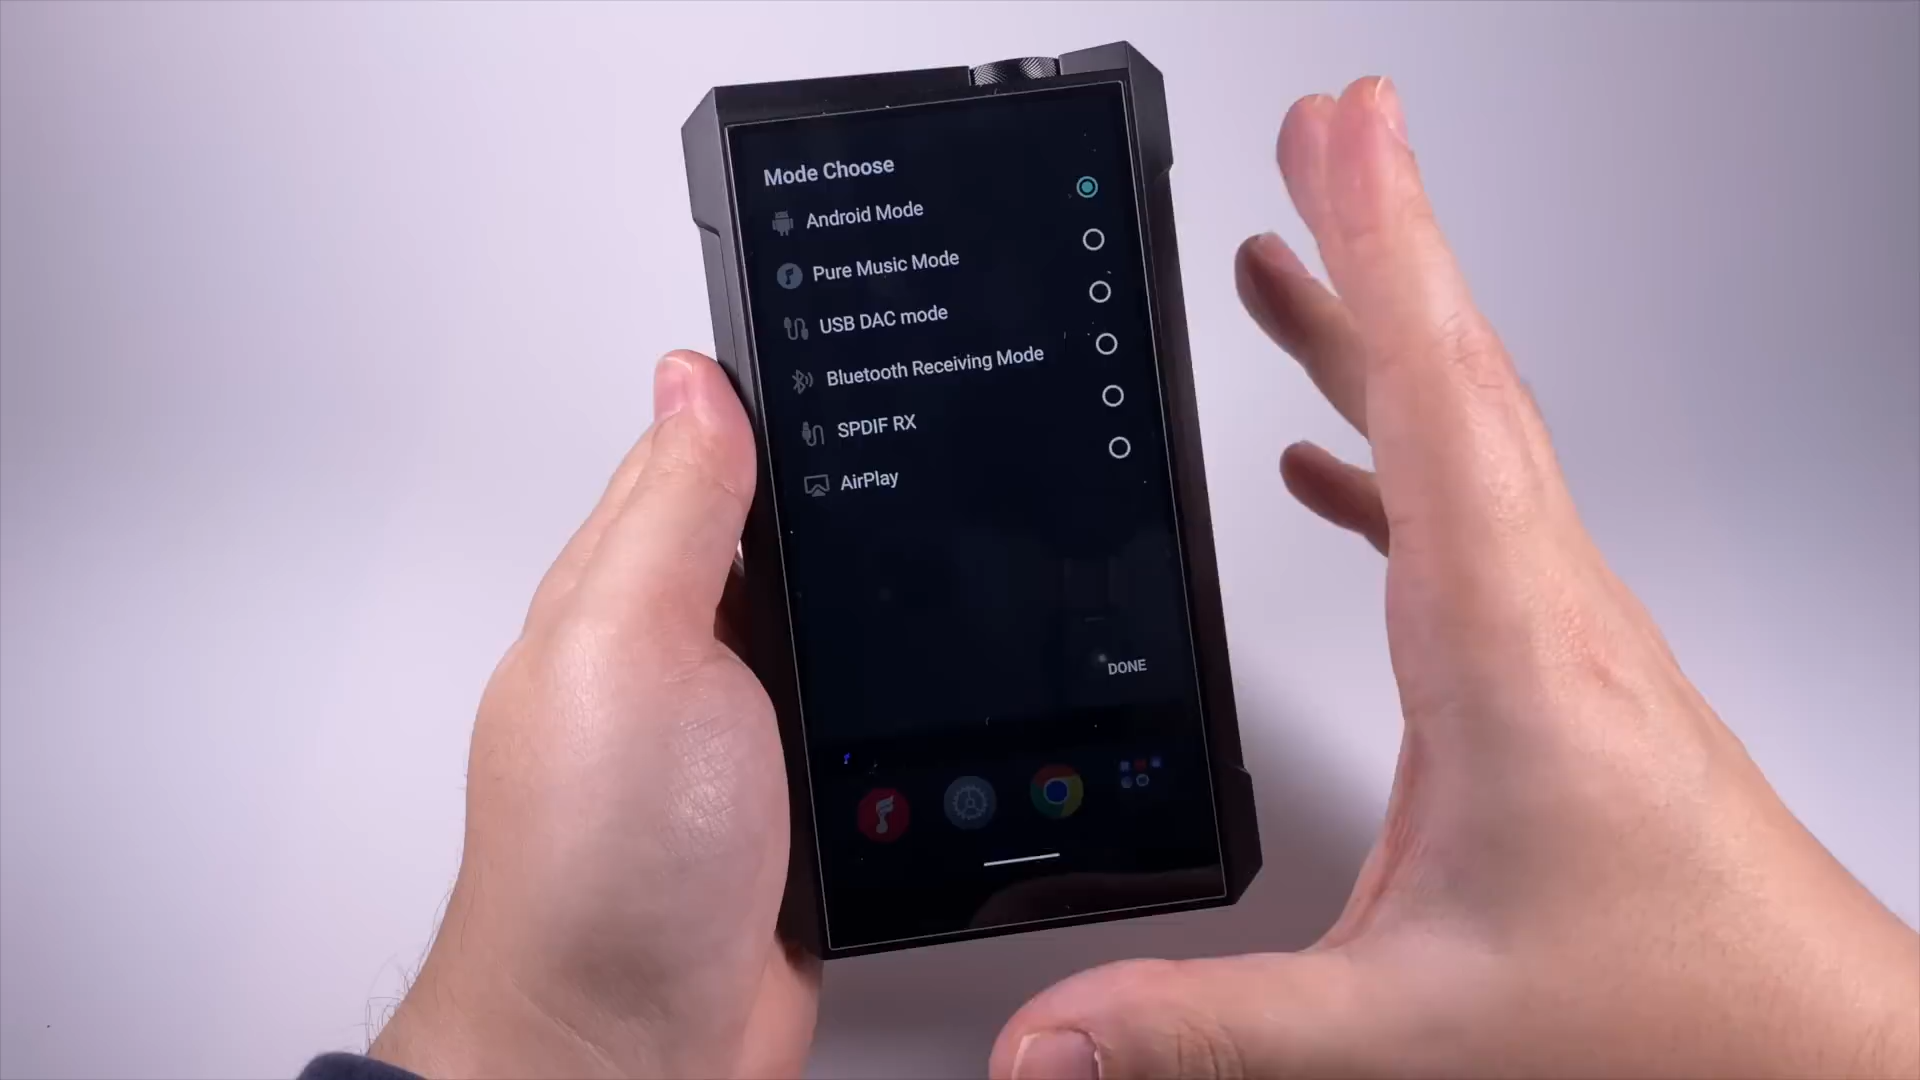 Mode Choose
Android Mode
Pure Music Mode
USB DAC mode
Bluetooth Receiving Mode
SPDIF RX
AirPlay
DONE